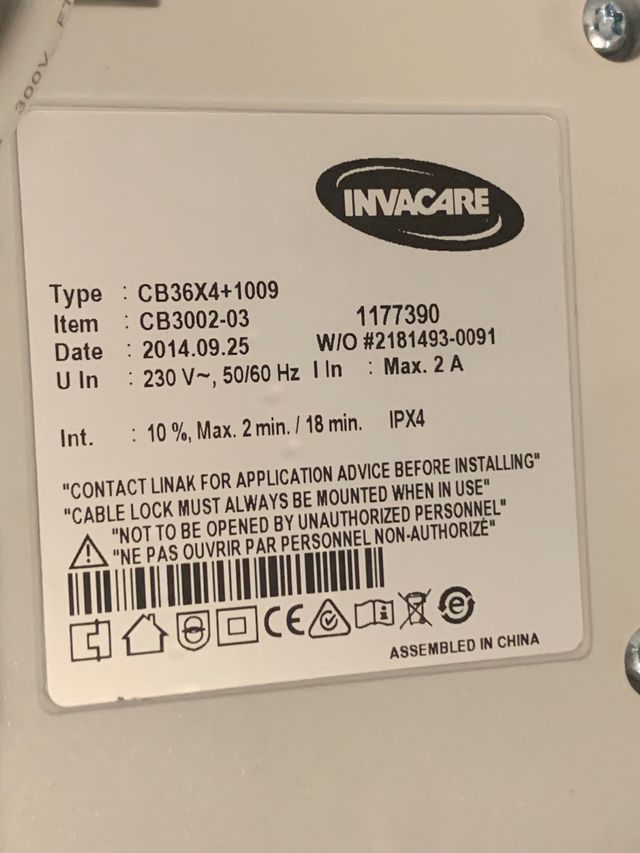 300V
INVACARE
Type : CB36X4+1009
Item : CB3002-03 1177390
Date : 2014.09.25 W/O #2181493-0091
U In : 230 V~, 50/60 Hz I In : Max. 2 A
Int. : 10 %, Max. 2 min. / 18 min. IPX4
"CONTACT LINAK FOR APPLICATION ADVICE BEFORE INSTALLING"
"CABLE LOCK MUST ALWAYS BE MOUNTED WHEN IN USE"
"NOT TO BE OPENED BY UNAUTHORIZED PERSONNEL"
"NE PAS OUVRIR PAR PERSONNEL NON-AUTHORIZÉ"
CE
ASSEMBLED IN CHINA